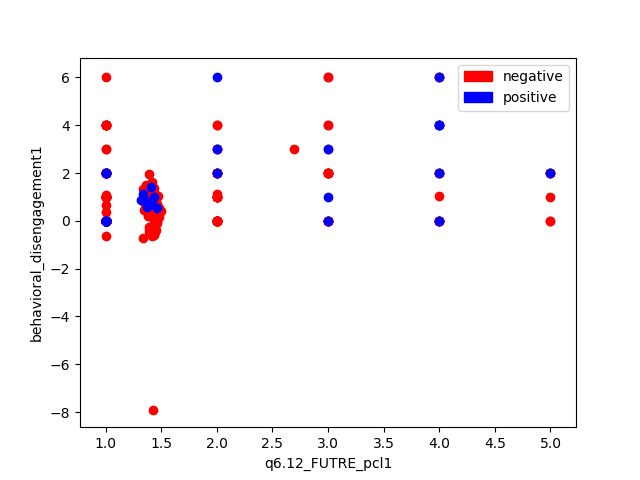 negative
positive
6
4
2
0
−2
−4
−6
−8
behavioral_disengagement1
1.0 1.5 2.0 2.5 3.0 3.5 4.0 4.5 5.0
q6.12_FUTRE_pcl1